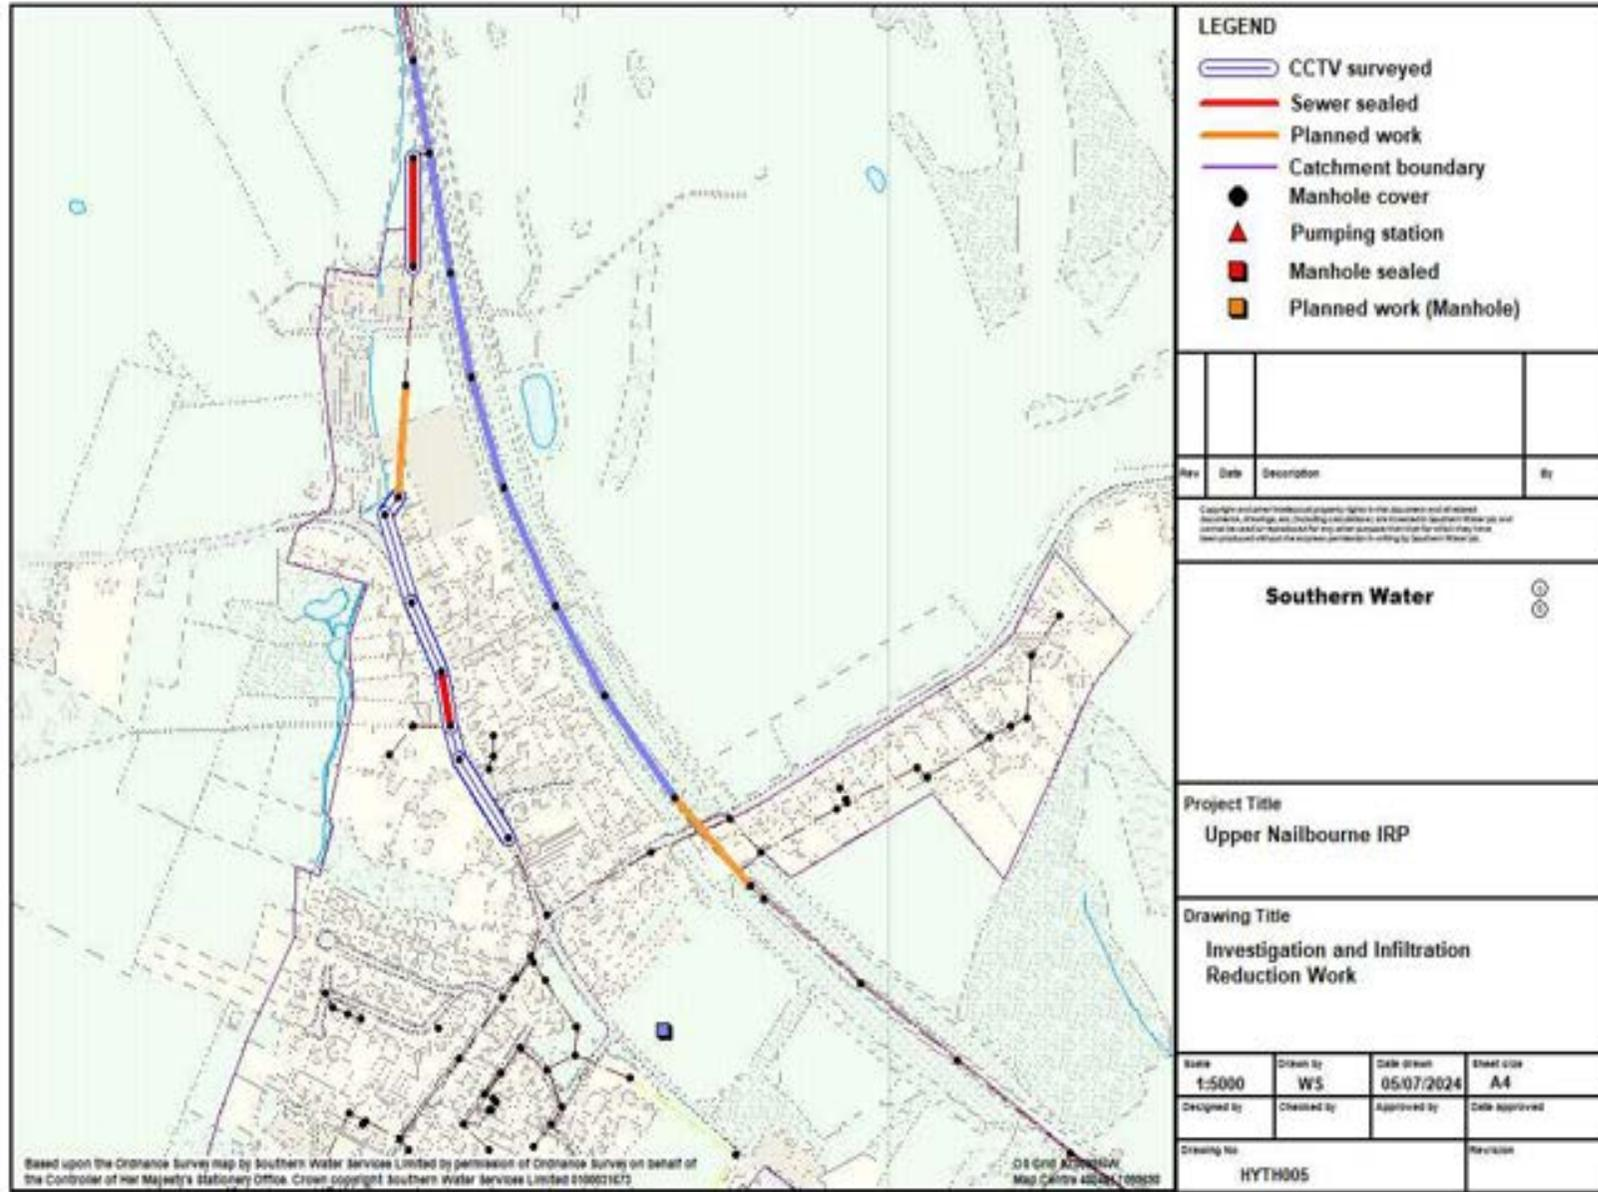 LEGEND
CCTV surveyed
Sewer sealed
Planned work
Catchment boundary
Manhole cover
Pumping station
Manhole sealed
Planned work (Manhole)
Rev Date Description By
Southern Water
Project Title
Upper Nailbourne IRP
Drawing Title
Investigation and Infiltration
Reduction Work
Scale Drawn by Date drawn Sheet size
1:5000 WS 05/07/2024 A4
Designed by Checked by Approved by Date approved
Drawing No Revision
HYTH005
Based upon the Ordnance Survey map by Southern Water Services Limited by permission of Ordnance Survey on behalf of
the Controller of Her Majesty's Stationery Office. Crown copyright Southern Water Services Limited
OS Grid
Map Centre